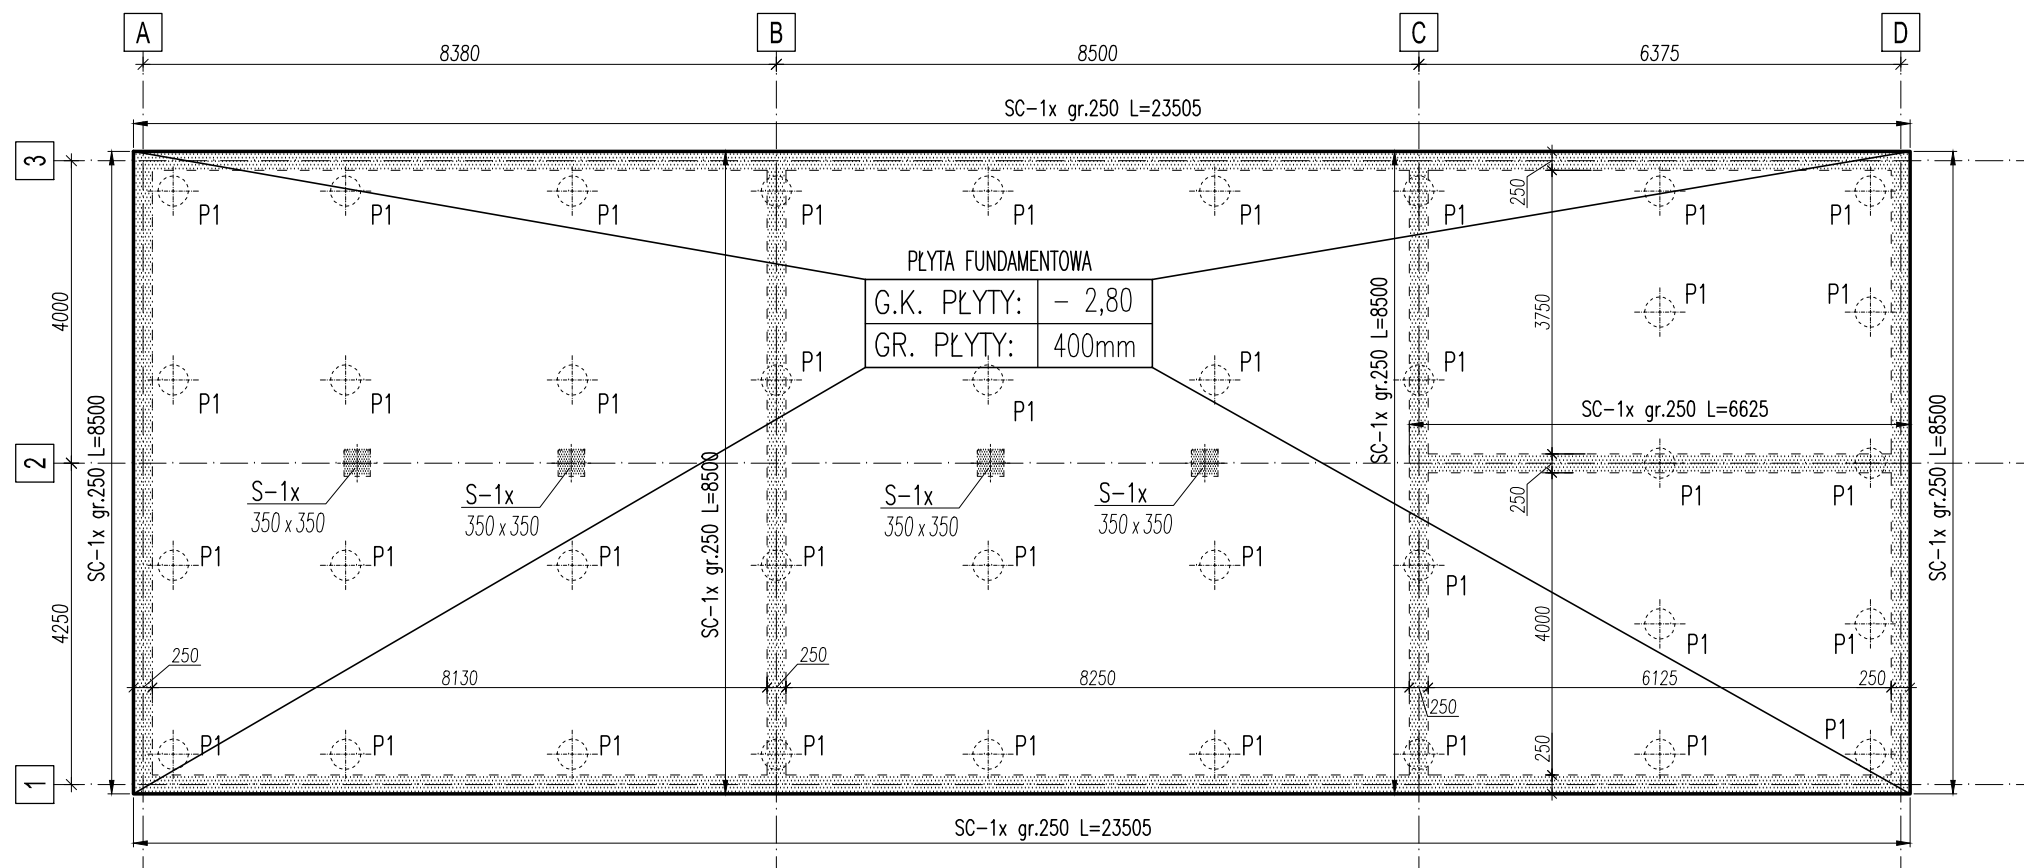 A B C D
8380 8500 6375
SC-1x gr.250 L=23505
3
250
P1 P1 P1 P1 P1 P1 P1 P1 P1
PŁYTA FUNDAMENTOWA
G.K. PŁYTY: - 2,80
GR. PŁYTY: 400mm
4000
3750
P1 P1
P1 P1 P1 P1 P1 P1 P1
SC-1x gr.250 L=8500
SC-1x gr.250 L=8500
SC-1x gr.250 L=8500
SC-1x gr.250 L=6625
SC-1x gr.250 L=8500
2
S-1x S-1x S-1x S-1x
350 x 350 350 x 350 350 x 350 350 x 350
250
P1 P1
P1 P1 P1 P1 P1 P1 P1
4250
4000
P1 P1
250 250
8130 8250 6125 250
250
P1 P1 P1 P1 P1 P1 P1 P1 P1
250
1
SC-1x gr.250 L=23505